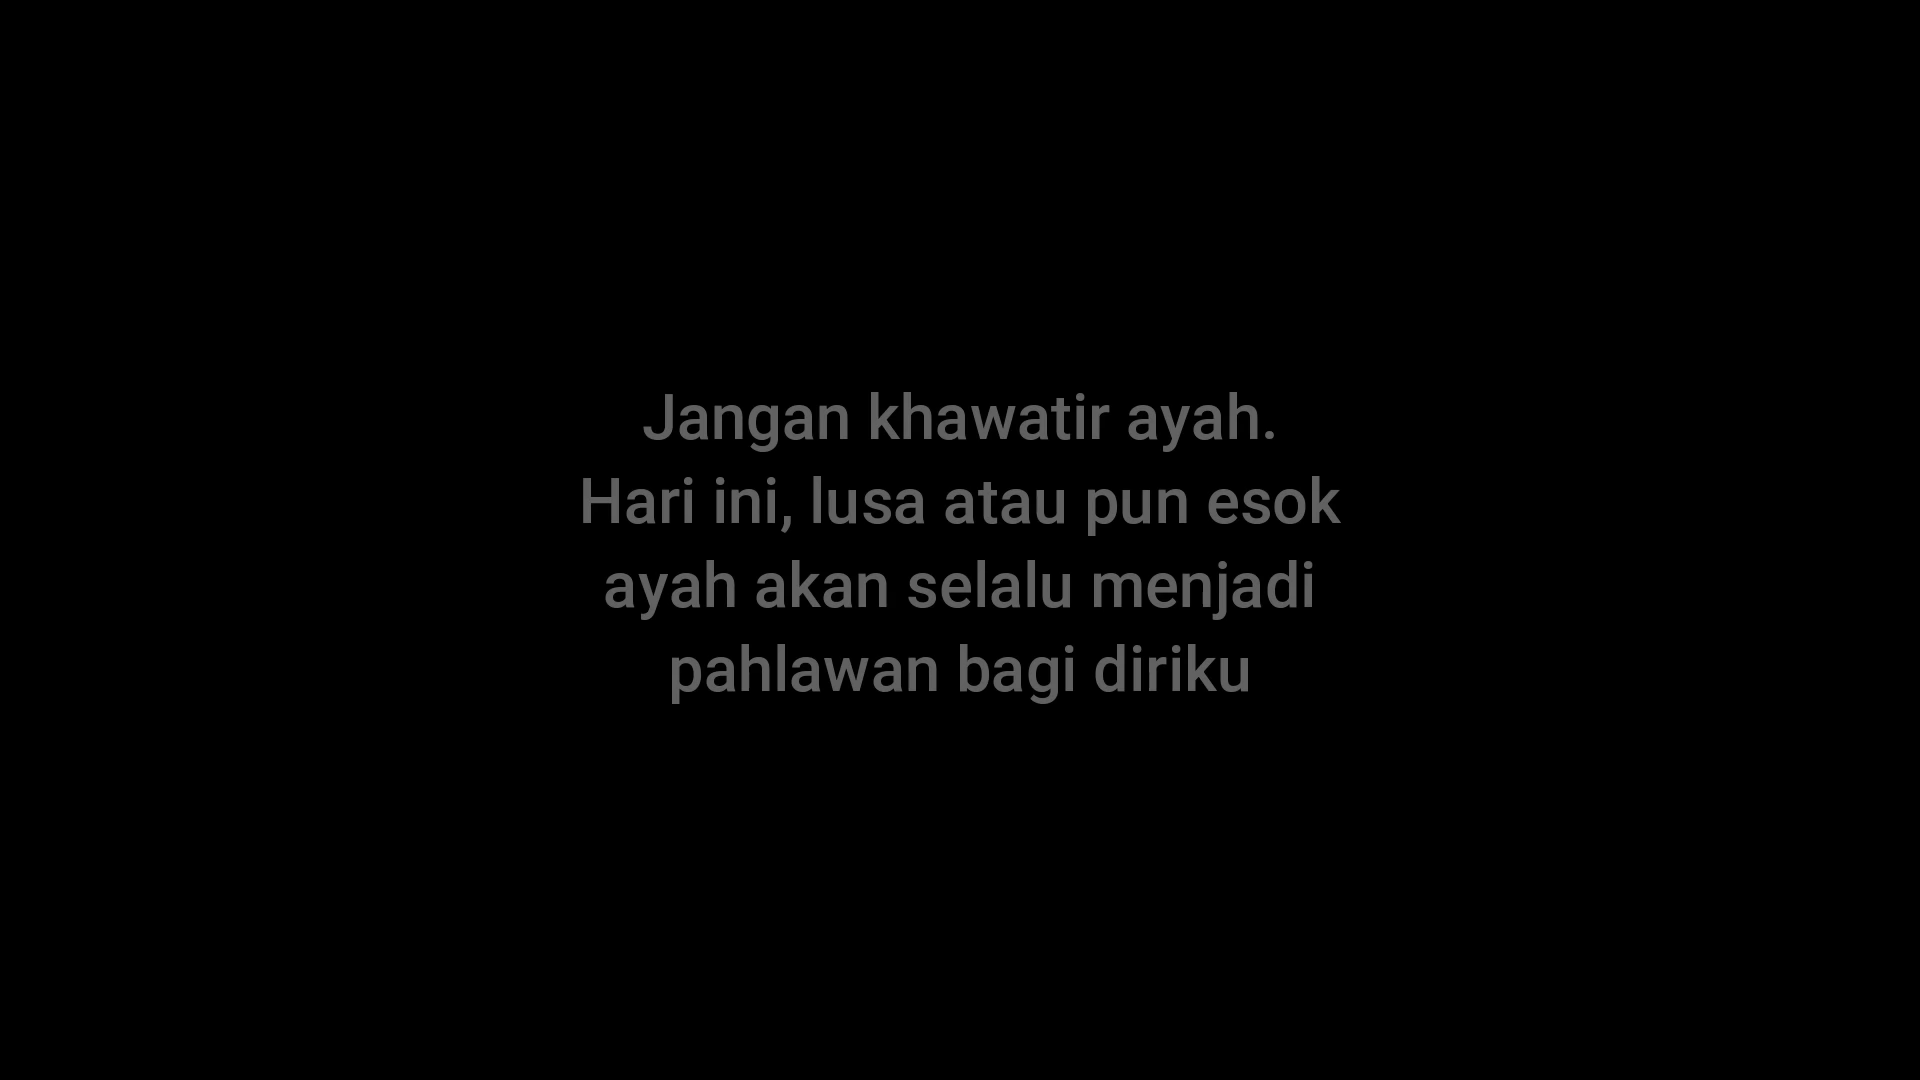 Jangan khawatir ayah.
Hari ini, lusa atau pun esok
ayah akan selalu menjadi
pahlawan bagi diriku